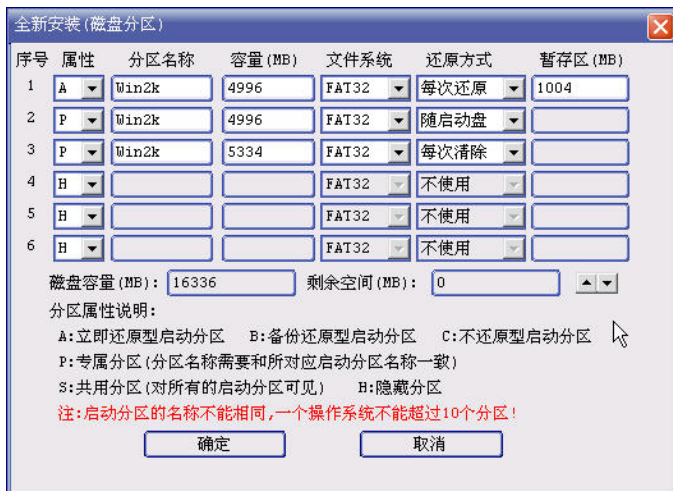 全新安装(磁盘分区)
序号 属性 分区名称 容量(MB) 文件系统 还原方式 暂存区(MB)
1 A Win2k 4996 FAT32 每次还原 1004
2 P Win2k 4996 FAT32 随启动盘
3 P Win2k 5334 FAT32 每次清除
4 H FAT32 不使用
5 H FAT32 不使用
6 H FAT32 不使用
磁盘容量(MB): 16336 剩余空间(MB): 0
分区属性说明:
A:立即还原型启动分区 B:备份还原型启动分区 C:不还原型启动分区
P:专属分区(分区名称需要和所对应启动分区名称一致)
S:共用分区(对所有的启动分区可见) H:隐藏分区
注:启动分区的名称不能相同,一个操作系统不能超过10个分区!
确定 取消